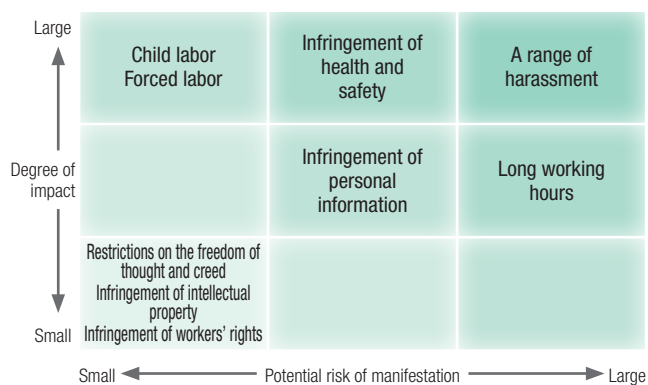 Large
Child labor
Forced labor
Infringement of
health and
safety
A range of
harassment
Degree of
impact
Infringement of
personal
information
Long working
hours
Restrictions on the freedom of
thought and creed
Infringement of intellectual
property
Infringement of workers’ rights
Small
Small
Potential risk of manifestation
Large